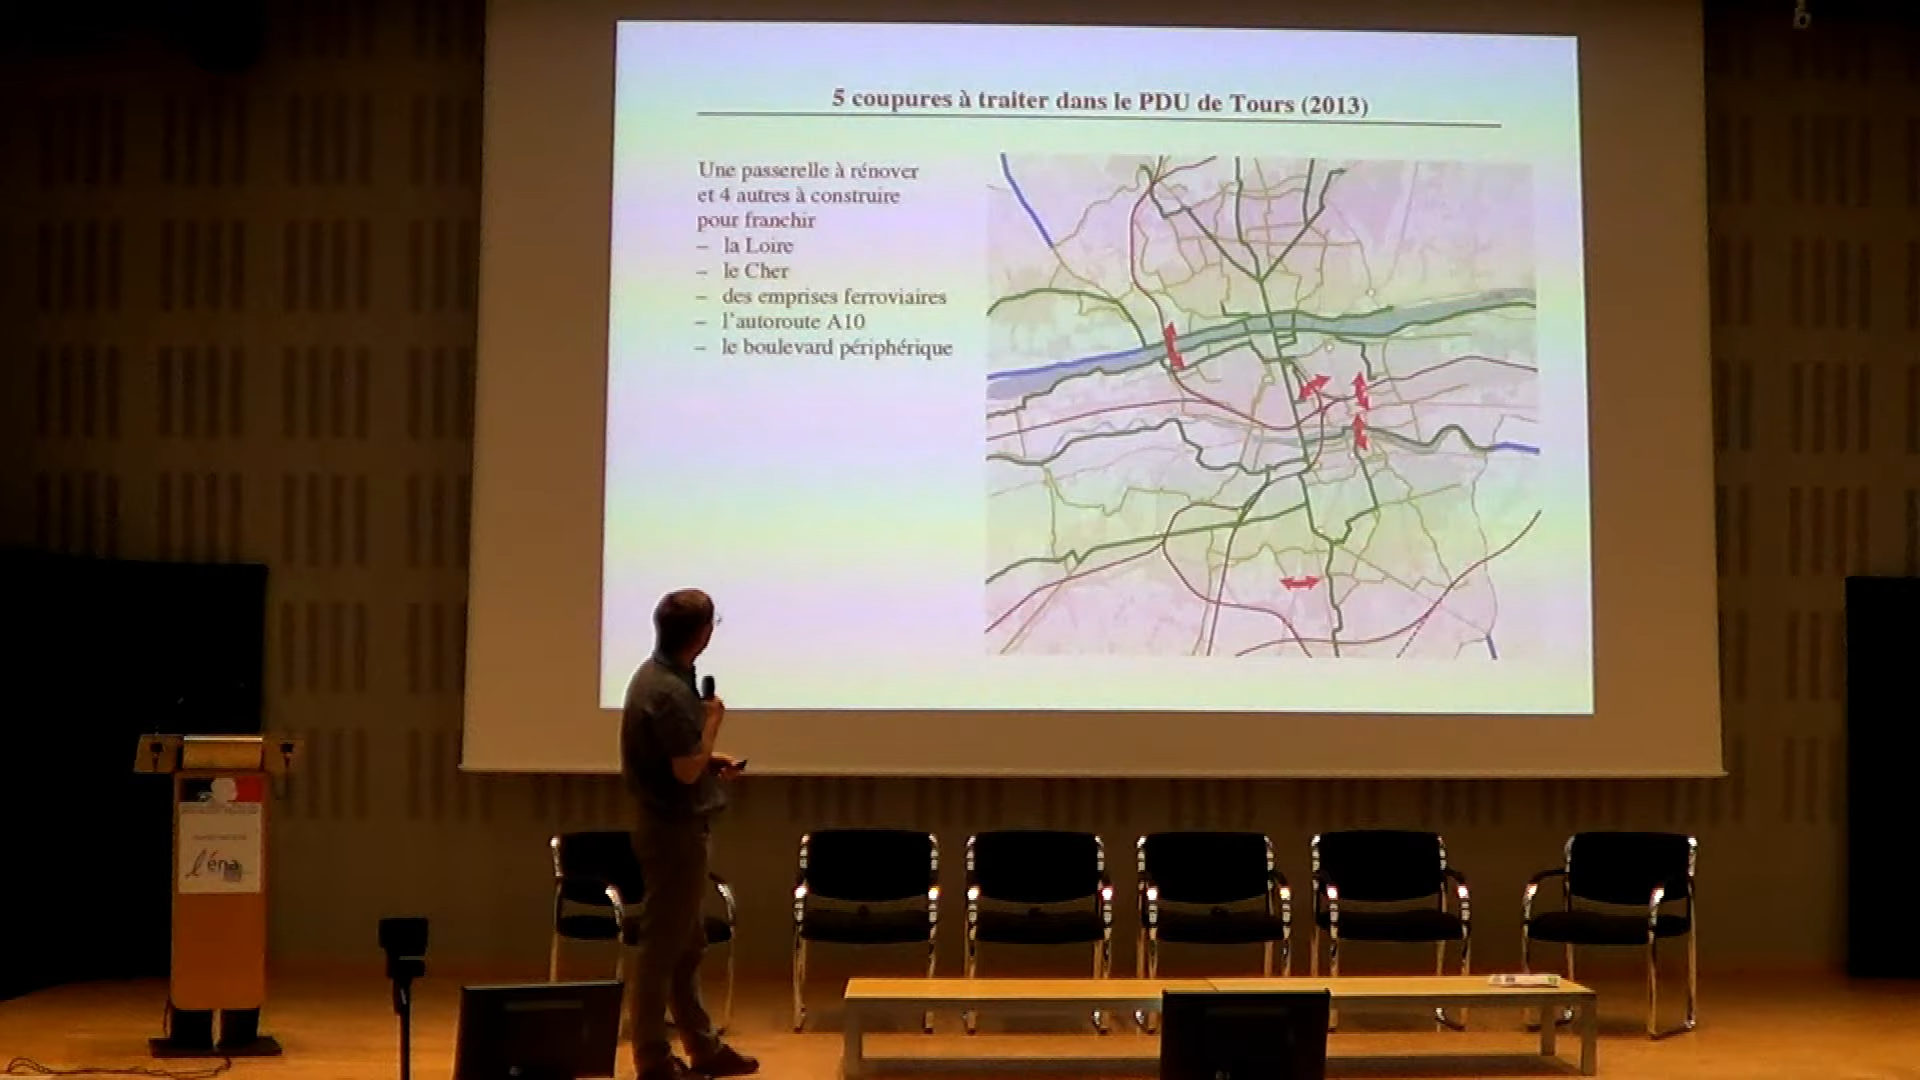 5 coupures à traiter dans le PDU de Tours (2013)
Une passerelle à rénover
et 4 autres à construire
pour franchir
– la Loire
– le Cher
– des emprises ferroviaires
– l'autoroute A10
– le boulevard périphérique
l'éna